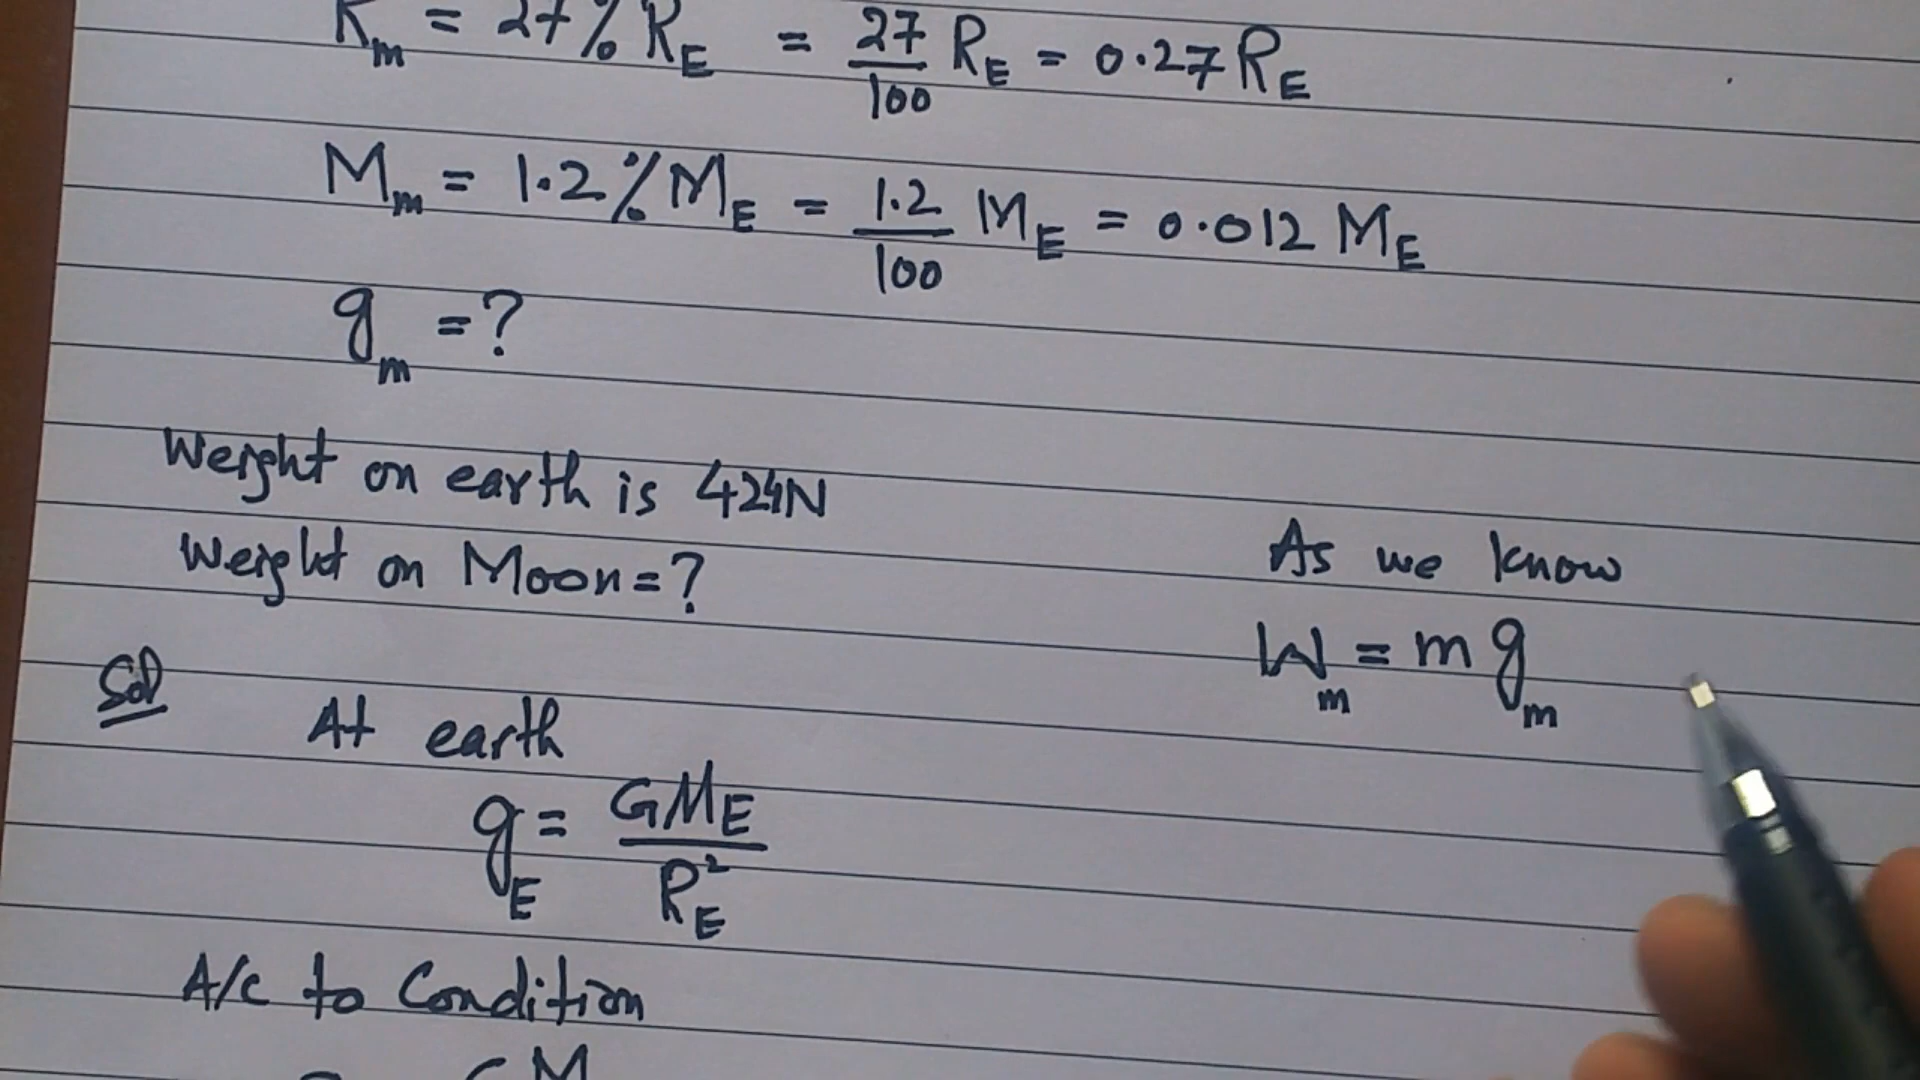 Rm = 27% RE = 27/100 RE = 0.27 RE
Mm = 1.2% ME = 1.2/100 ME = 0.012 ME
gm = ?
Weight on earth is 424N
Weight on Moon = ?
As we know
Wm = m gm
Sol
At earth
gE = GME/RE²
A/c to Condition
GM